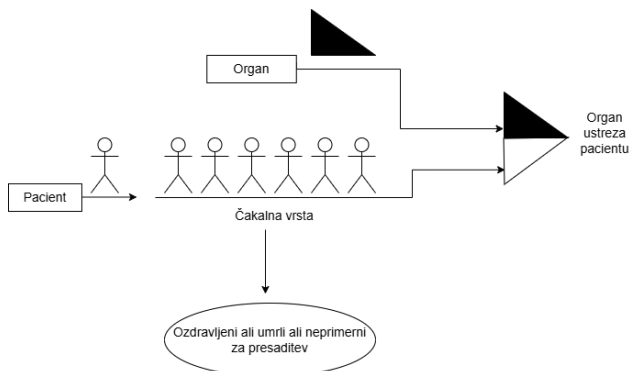 Organ
Organ
ustreza
pacientu
Pacient
Čakalna vrsta
Ozdravljeni ali umrli ali neprimerni
za presaditev